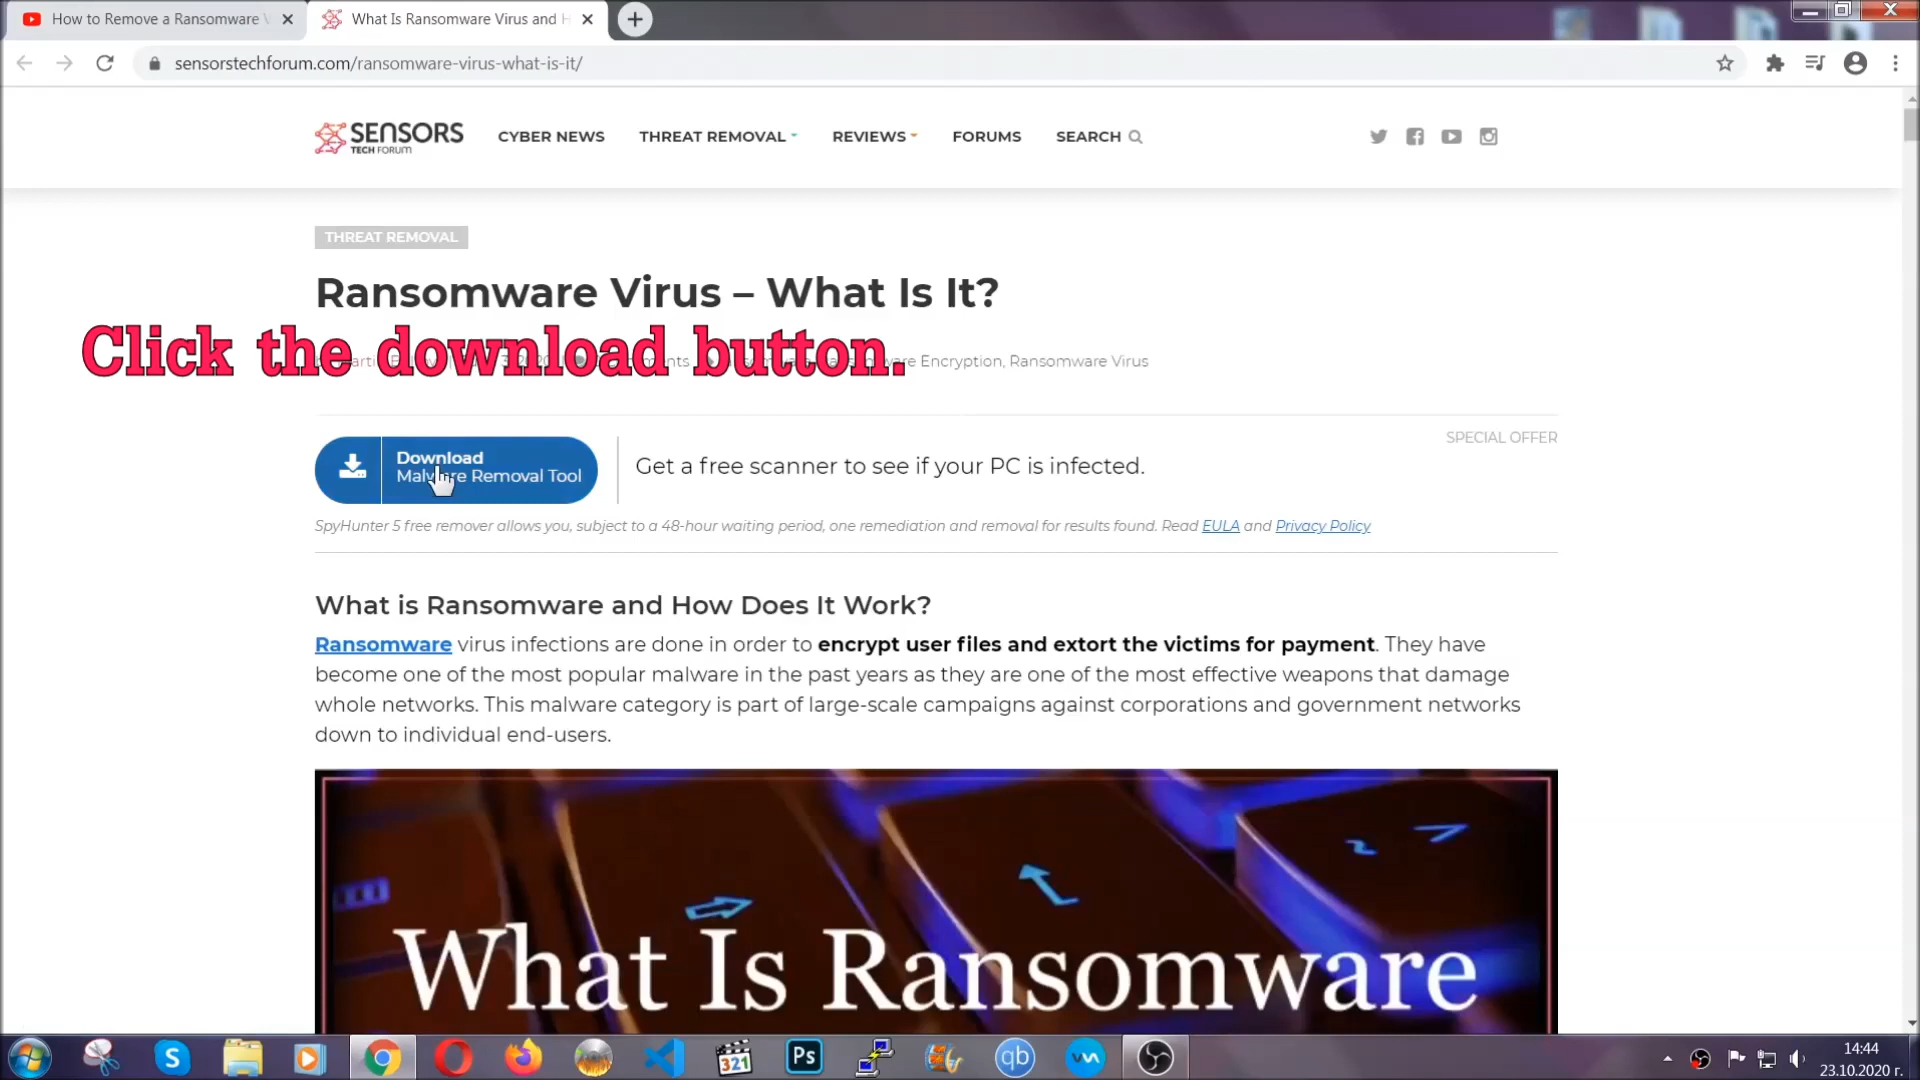 How to Remove a Ransomware V
What Is Ransomware Virus and H
sensorstechforum.com/ransomware-virus-what-is-it/
SENSORS
TECH FORUM
CYBER NEWS
THREAT REMOVAL
REVIEWS
FORUMS
SEARCH
THREAT REMOVAL
Ransomware Virus – What Is It?
Click the download button.
Encryption, Ransomware Virus
SPECIAL OFFER
Download
Malware Removal Tool
Get a free scanner to see if your PC is infected.
SpyHunter 5 free remover allows you, subject to a 48-hour waiting period, one remediation and removal for results found. Read EULA and Privacy Policy
What is Ransomware and How Does It Work?
Ransomware virus infections are done in order to encrypt user files and extort the victims for payment. They have
become one of the most popular malware in the past years as they are one of the most effective weapons that damage
whole networks. This malware category is part of large-scale campaigns against corporations and government networks
down to individual end-users.
What Is Ransomware
S
321
Ps
qb
14:44
23.10.2020 г.